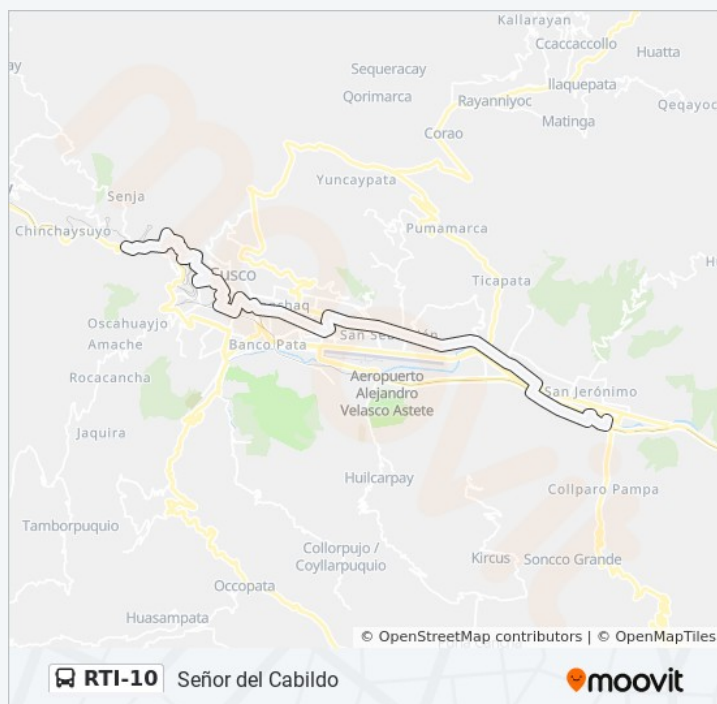 Kallarayan
Ccaccaccollo
Huatta
Sequeracay
Ilaquepata
Qorimarca
Rayanniyoc
Matinga
Corao
Yuncaypata
Senja
Chinchaysuyo
Pumamarca
Ticapata
Oscahuayjo
Amache
Banco Pata
Rocacancha
Aeropuerto
Alejandro
Velasco Astete
San Jerónimo
Jaquira
Huilcarpay
Collparo Pampa
Tamborpuquio
Collorpujo /
Coyllarpuquio
Kircus
Soncco Grande
Occopata
Huasampata
© OpenStreetMap contributors | © OpenMapTiles
RTI-10
Señor del Cabildo
moovit